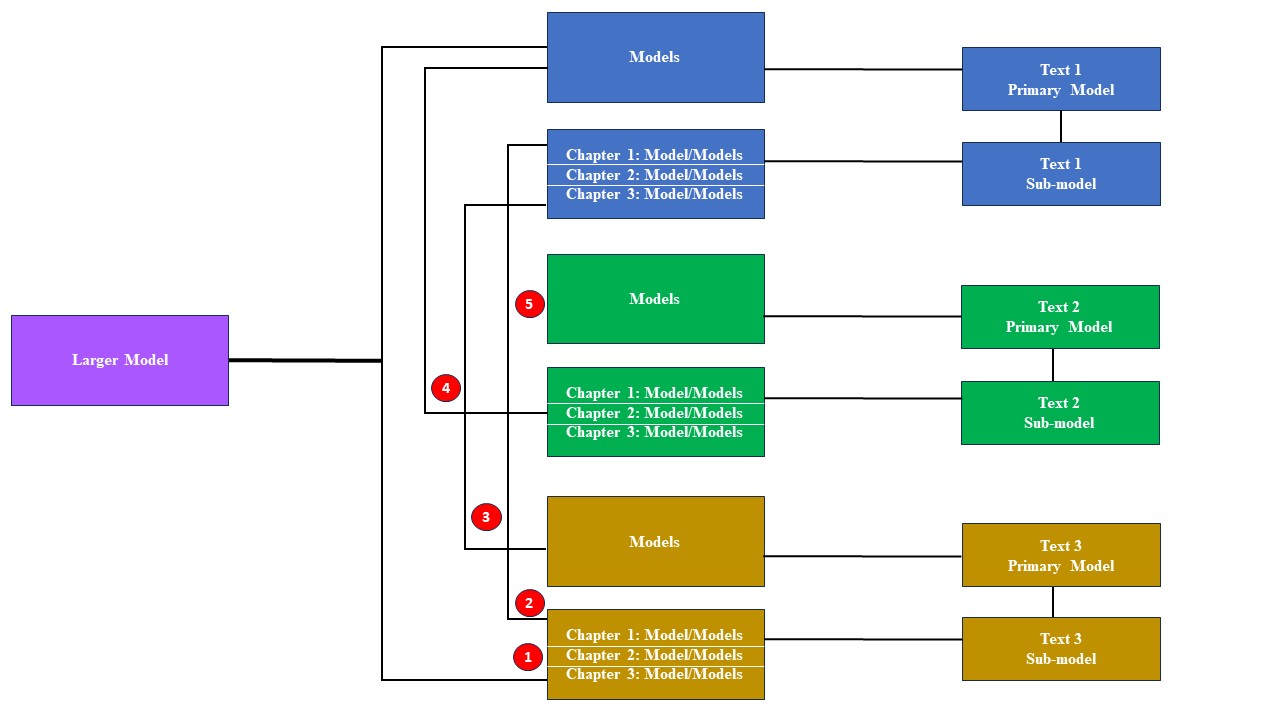 Models
Text 1
Primary Model
Chapter 1: Model/Models
Chapter 2: Model/Models
Chapter 3: Model/Models
Text 1
Sub-model
Models
5
Text 2
Primary Model
Larger Model
4
Chapter 1: Model/Models
Chapter 2: Model/Models
Chapter 3: Model/Models
Text 2
Sub-model
3
Models
Text 3
Primary Model
2
1
Chapter 1: Model/Models
Chapter 2: Model/Models
Chapter 3: Model/Models
Text 3
Sub-model